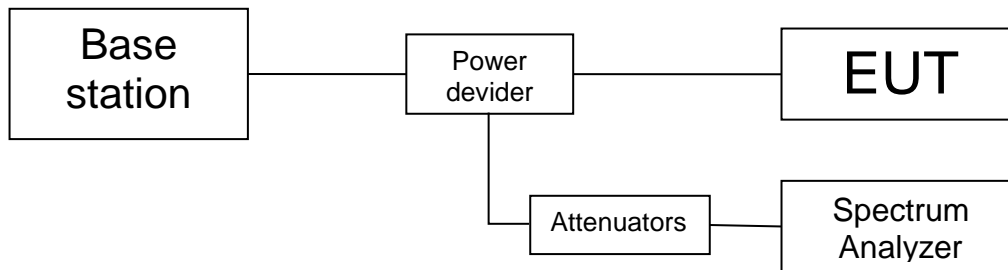 Base
station
Power
devider
EUT
Attenuators
Spectrum
Analyzer